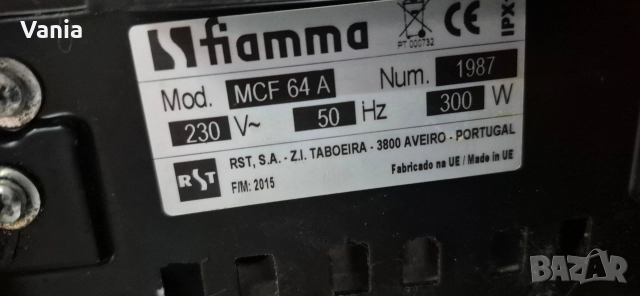 Vania
fiamma
PT 000732
CE
IPX
Mod. MCF 64 A Num. 1987
230 V~ 50 Hz 300 W
RST
RST, S.A. - Z.I. TABOEIRA - 3800 AVEIRO - PORTUGAL
F/M: 2015
Fabricado na UE / Made in UE
BAZAR